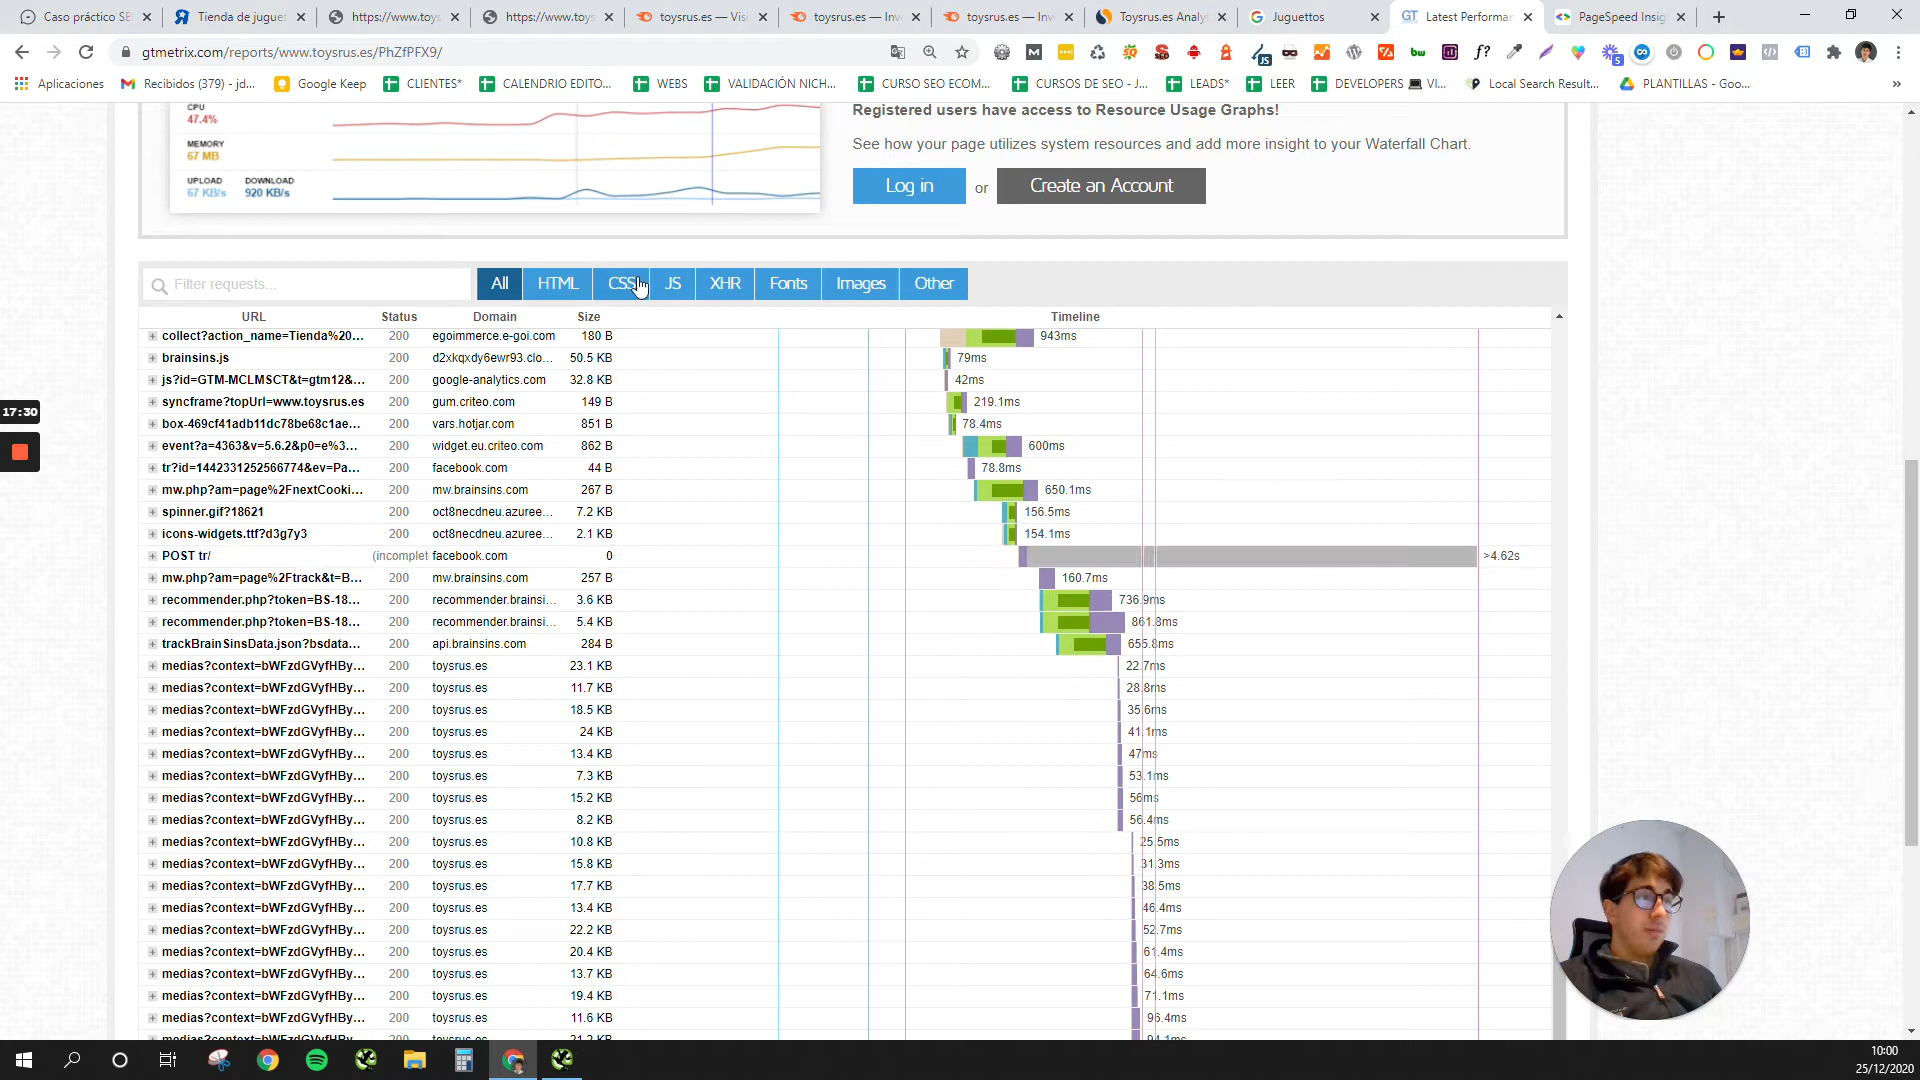 Caso práctico SE
Tienda de juguet
https://www.toys
https://www.toys
toysrus.es — Visi
toysrus.es — Inv
toysrus.es — Inv
Toysrus.es Analyt
Juguettos
Latest Performan
PageSpeed Insig
gtmetrix.com/reports/www.toysrus.es/PhZfPFX9/
Aplicaciones
Recibidos (379) - jd...
Google Keep
CLIENTES*
CALENDARIO EDITO...
WEBS
VALIDACIÓN NICH...
CURSO SEO ECOM...
CURSOS DE SEO - J...
LEADS*
LEER
DEVELOPERS VI...
Local Search Result...
PLANTILLAS - Goo...
CPU
47.4%
MEMORY
67 MB
UPLOAD DOWNLOAD
67 KB/s 920 KB/s
Registered users have access to Resource Usage Graphs!
See how your page utilizes system resources and add more insight to your Waterfall Chart.
Log in or Create an Account
Filter requests... All HTML CSS JS XHR Fonts Images Other
URL Status Domain Size Timeline
collect?action_name=Tienda%20... 200 egoimmerce.e-goi.com 180 B 943ms
brainsins.js 200 d2xkqxdy6ewr93.clo... 50.5 KB 79ms
js?id=GTM-MCLMSCT&t=gtm12&... 200 google-analytics.com 32.8 KB 42ms
syncframe?topUrl=www.toysrus.es 200 gum.criteo.com 149 B 219.1ms
box-469cf41adb11dc78be68c1ae... 200 vars.hotjar.com 851 B 78.4ms
event?a=4363&v=5.6.2&p0=e%3... 200 widget.eu.criteo.com 862 B 600ms
tr?id=1442331252566774&ev=Pa... 200 facebook.com 44 B 78.8ms
mw.php?am=page%2FnextCooki... 200 mw.brainsins.com 267 B 650.1ms
spinner.gif?18621 200 oct8necdneu.azuree... 7.2 KB 156.5ms
icons-widgets.ttf?d3g7y3 200 oct8necdneu.azuree... 2.1 KB 154.1ms
POST tr/ (incomplet facebook.com 0 >4.62s
mw.php?am=page%2Ftrack&t=B... 200 mw.brainsins.com 257 B 160.7ms
recommender.php?token=BS-18... 200 recommender.brainsi... 3.6 KB 736.9ms
recommender.php?token=BS-18... 200 recommender.brainsi... 5.4 KB 861.8ms
trackBrainSinsData.json?bsdata... 200 api.brainsins.com 284 B 655.8ms
medias?context=bWFzdGVyfHBy... 200 toysrus.es 23.1 KB 22.7ms
medias?context=bWFzdGVyfHBy... 200 toysrus.es 11.7 KB 28.8ms
medias?context=bWFzdGVyfHBy... 200 toysrus.es 18.5 KB 35.6ms
medias?context=bWFzdGVyfHBy... 200 toysrus.es 24 KB 41.1ms
medias?context=bWFzdGVyfHBy... 200 toysrus.es 13.4 KB 47ms
medias?context=bWFzdGVyfHBy... 200 toysrus.es 7.3 KB 53.1ms
medias?context=bWFzdGVyfHBy... 200 toysrus.es 15.2 KB 56ms
medias?context=bWFzdGVyfHBy... 200 toysrus.es 8.2 KB 56.4ms
medias?context=bWFzdGVyfHBy... 200 toysrus.es 10.8 KB 25.5ms
medias?context=bWFzdGVyfHBy... 200 toysrus.es 15.8 KB 31.3ms
medias?context=bWFzdGVyfHBy... 200 toysrus.es 17.7 KB 38.5ms
medias?context=bWFzdGVyfHBy... 200 toysrus.es 13.4 KB 46.4ms
medias?context=bWFzdGVyfHBy... 200 toysrus.es 22.2 KB 52.7ms
medias?context=bWFzdGVyfHBy... 200 toysrus.es 20.4 KB 61.4ms
medias?context=bWFzdGVyfHBy... 200 toysrus.es 13.7 KB 64.6ms
medias?context=bWFzdGVyfHBy... 200 toysrus.es 19.4 KB 71.1ms
medias?context=bWFzdGVyfHBy... 200 toysrus.es 11.6 KB 96.4ms
17:30
10:00
25/12/2020